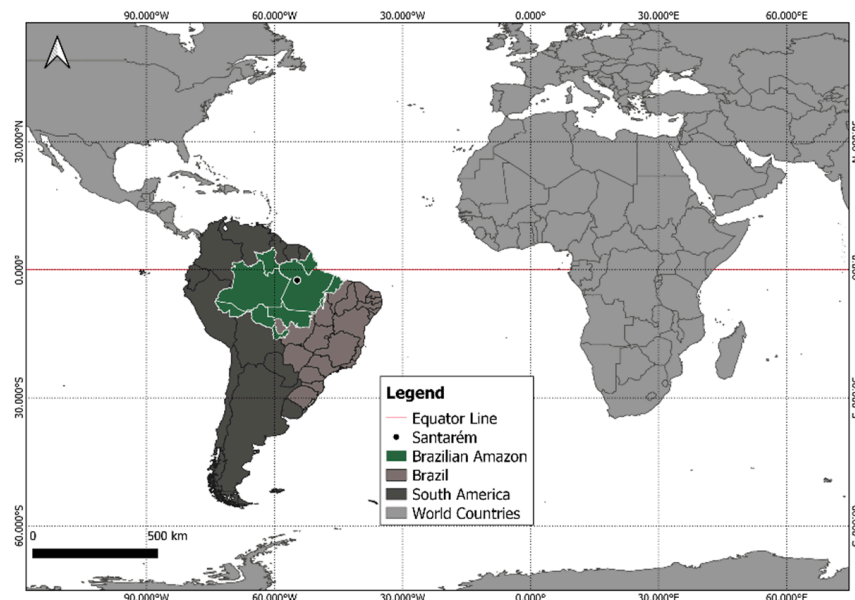 90.000°W 60.000°W 30.000°W 0.000° 30.000°E 60.000°E
30.000°N
0.000°
30.000°S
60.000°S
Legend
Equator Line
Santarém
Brazilian Amazon
Brazil
South America
World Countries
0 500 km
90.000°W 60.000°W 30.000°W 0.000° 30.000°E 60.000°E